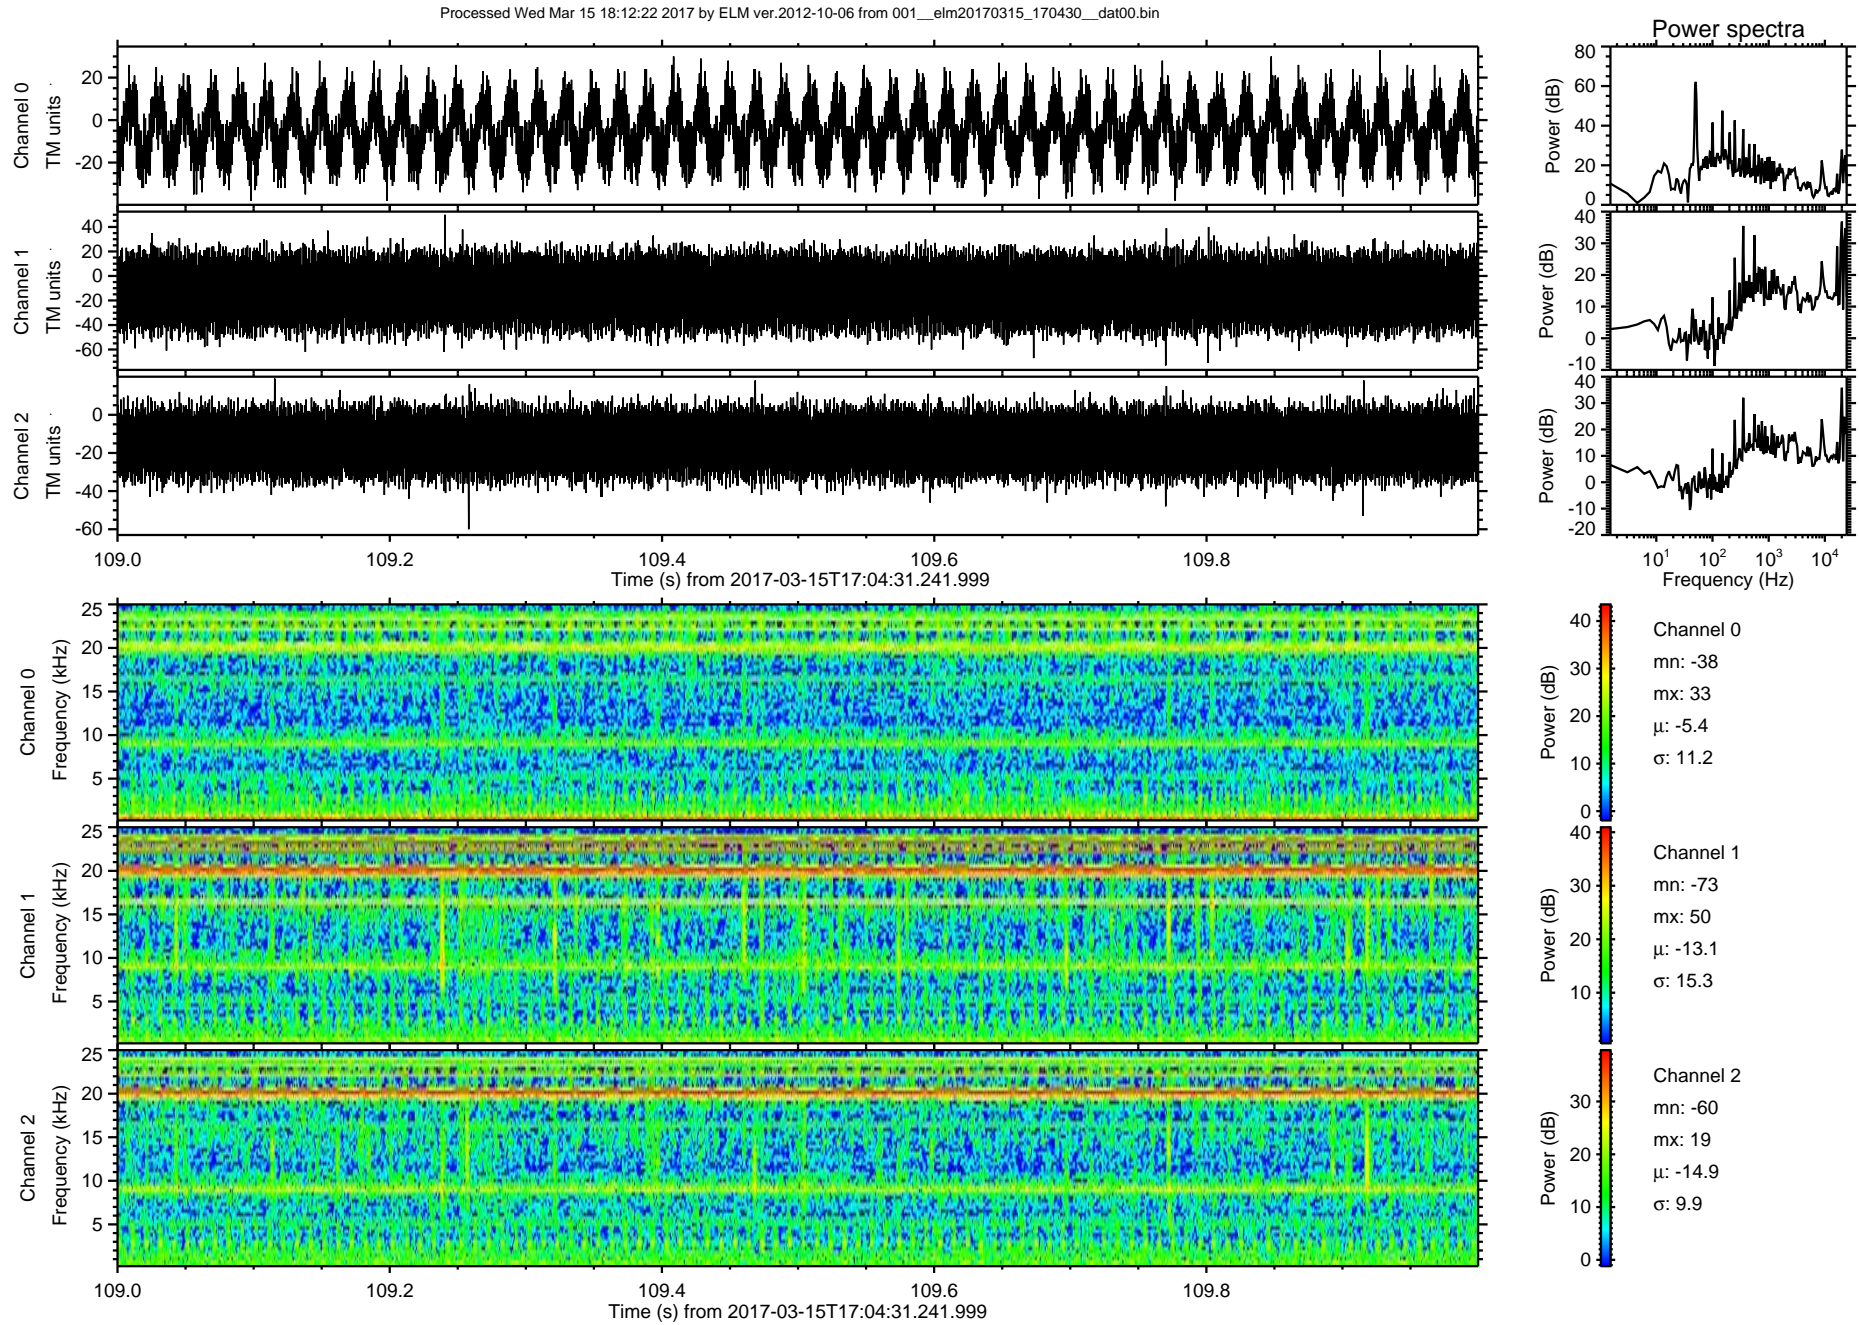 Processed Wed Mar 15 18:12:22 2017 by ELM ver.2012-10-06 from 001__elm20170315_170430__dat00.bin
Power spectra
Channel 0
TM units
20
0
-20
Power (dB)
80
60
40
20
0
Channel 1
TM units
40
20
0
-20
-40
-60
Power (dB)
40
30
20
10
0
-10
Channel 2
TM units
0
-20
-40
-60
Power (dB)
40
30
20
10
0
-10
-20
109.0 109.2 109.4 109.6 109.8
Time (s) from 2017-03-15T17:04:31.241.999
10¹ 10² 10³ 10⁴
Frequency (Hz)
Channel 0
Frequency (kHz)
25
20
15
10
5
Power (dB)
40
30
20
10
0
Channel 0
mn: -38
mx: 33
μ: -5.4
σ: 11.2
Channel 1
Frequency (kHz)
25
20
15
10
5
Power (dB)
40
30
20
10
Channel 1
mn: -73
mx: 50
μ: -13.1
σ: 15.3
Channel 2
Frequency (kHz)
25
20
15
10
5
Power (dB)
30
20
10
0
Channel 2
mn: -60
mx: 19
μ: -14.9
σ: 9.9
109.0 109.2 109.4 109.6 109.8
Time (s) from 2017-03-15T17:04:31.241.999